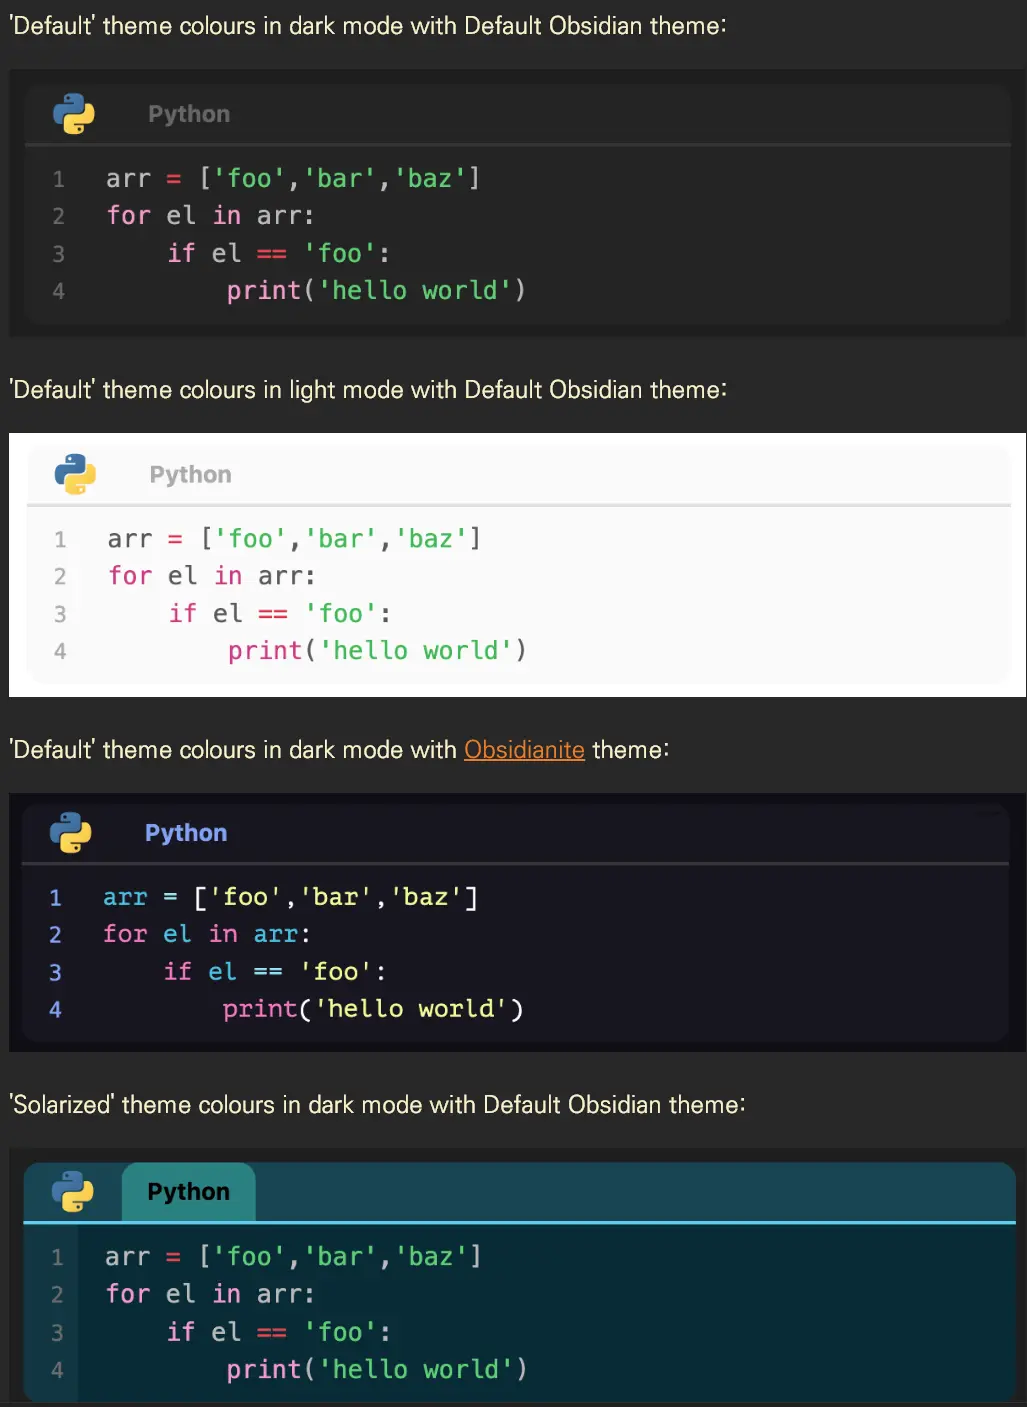 'Default' theme colours in dark mode with Default Obsidian theme:
Python
1 arr = ['foo','bar','baz']
2 for el in arr:
3     if el == 'foo':
4         print('hello world')
'Default' theme colours in light mode with Default Obsidian theme:
Python
1 arr = ['foo','bar','baz']
2 for el in arr:
3     if el == 'foo':
4         print('hello world')
'Default' theme colours in dark mode with Obsidianite theme:
Python
1 arr = ['foo','bar','baz']
2 for el in arr:
3     if el == 'foo':
4         print('hello world')
'Solarized' theme colours in dark mode with Default Obsidian theme:
Python
1 arr = ['foo','bar','baz']
2 for el in arr:
3     if el == 'foo':
4         print('hello world')